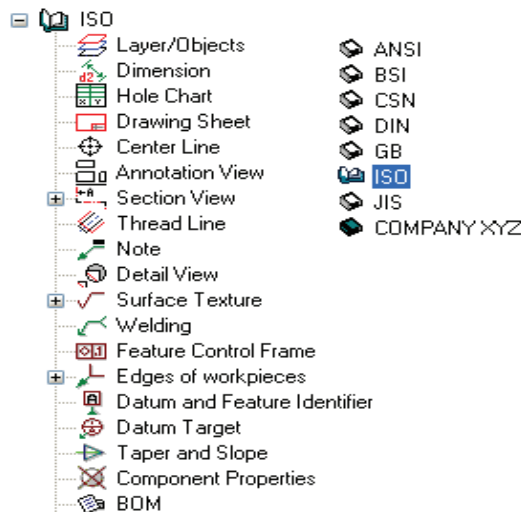 ISO
Layer/Objects
Dimension
Hole Chart
Drawing Sheet
Center Line
Annotation View
Section View
Thread Line
Note
Detail View
Surface Texture
Welding
Feature Control Frame
Edges of workpieces
Datum and Feature Identifier
Datum Target
Taper and Slope
Component Properties
BOM
ANSI
BSI
CSN
DIN
GB
ISO
JIS
COMPANY XYZ